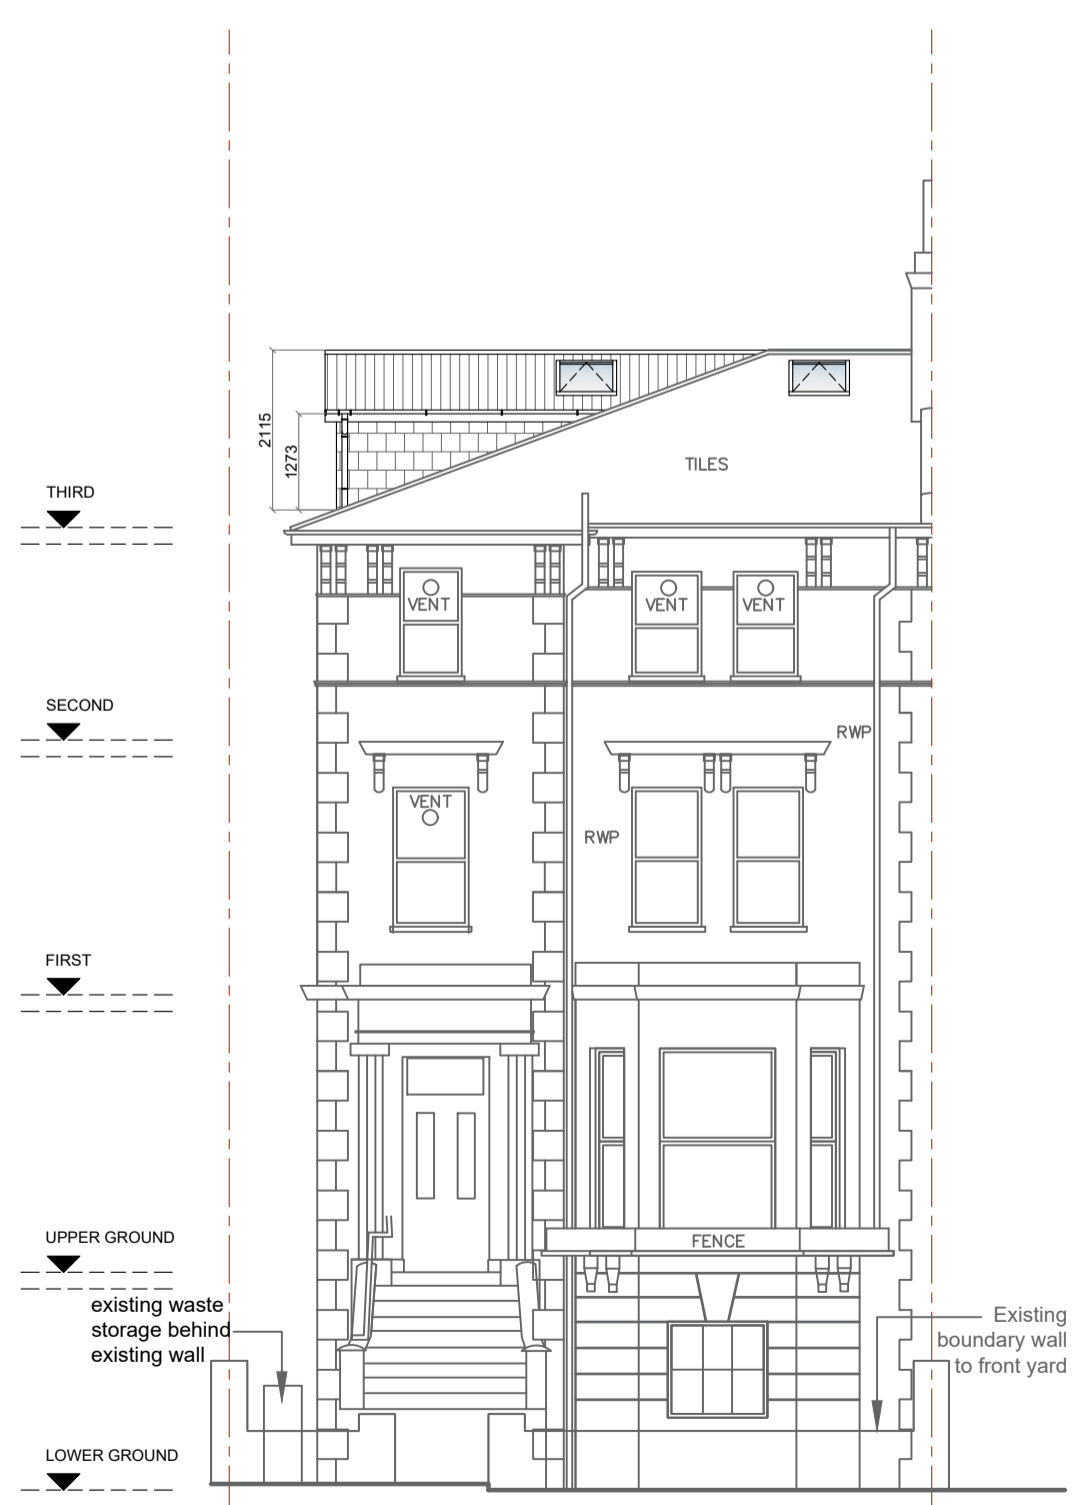 2115
1273
TILES
THIRD
VENT
VENT
VENT
SECOND
RWP
VENT
RWP
FIRST
UPPER GROUND
FENCE
existing waste
storage behind
existing wall
Existing
boundary wall
to front yard
LOWER GROUND